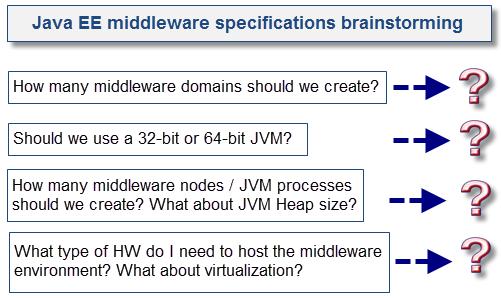 Java EE middleware specifications brainstorming
How many middleware domains should we create?
?
Should we use a 32-bit or 64-bit JVM?
?
How many middleware nodes / JVM processes
should we create? What about JVM Heap size?
?
What type of HW do I need to host the middleware
environment? What about virtualization?
?